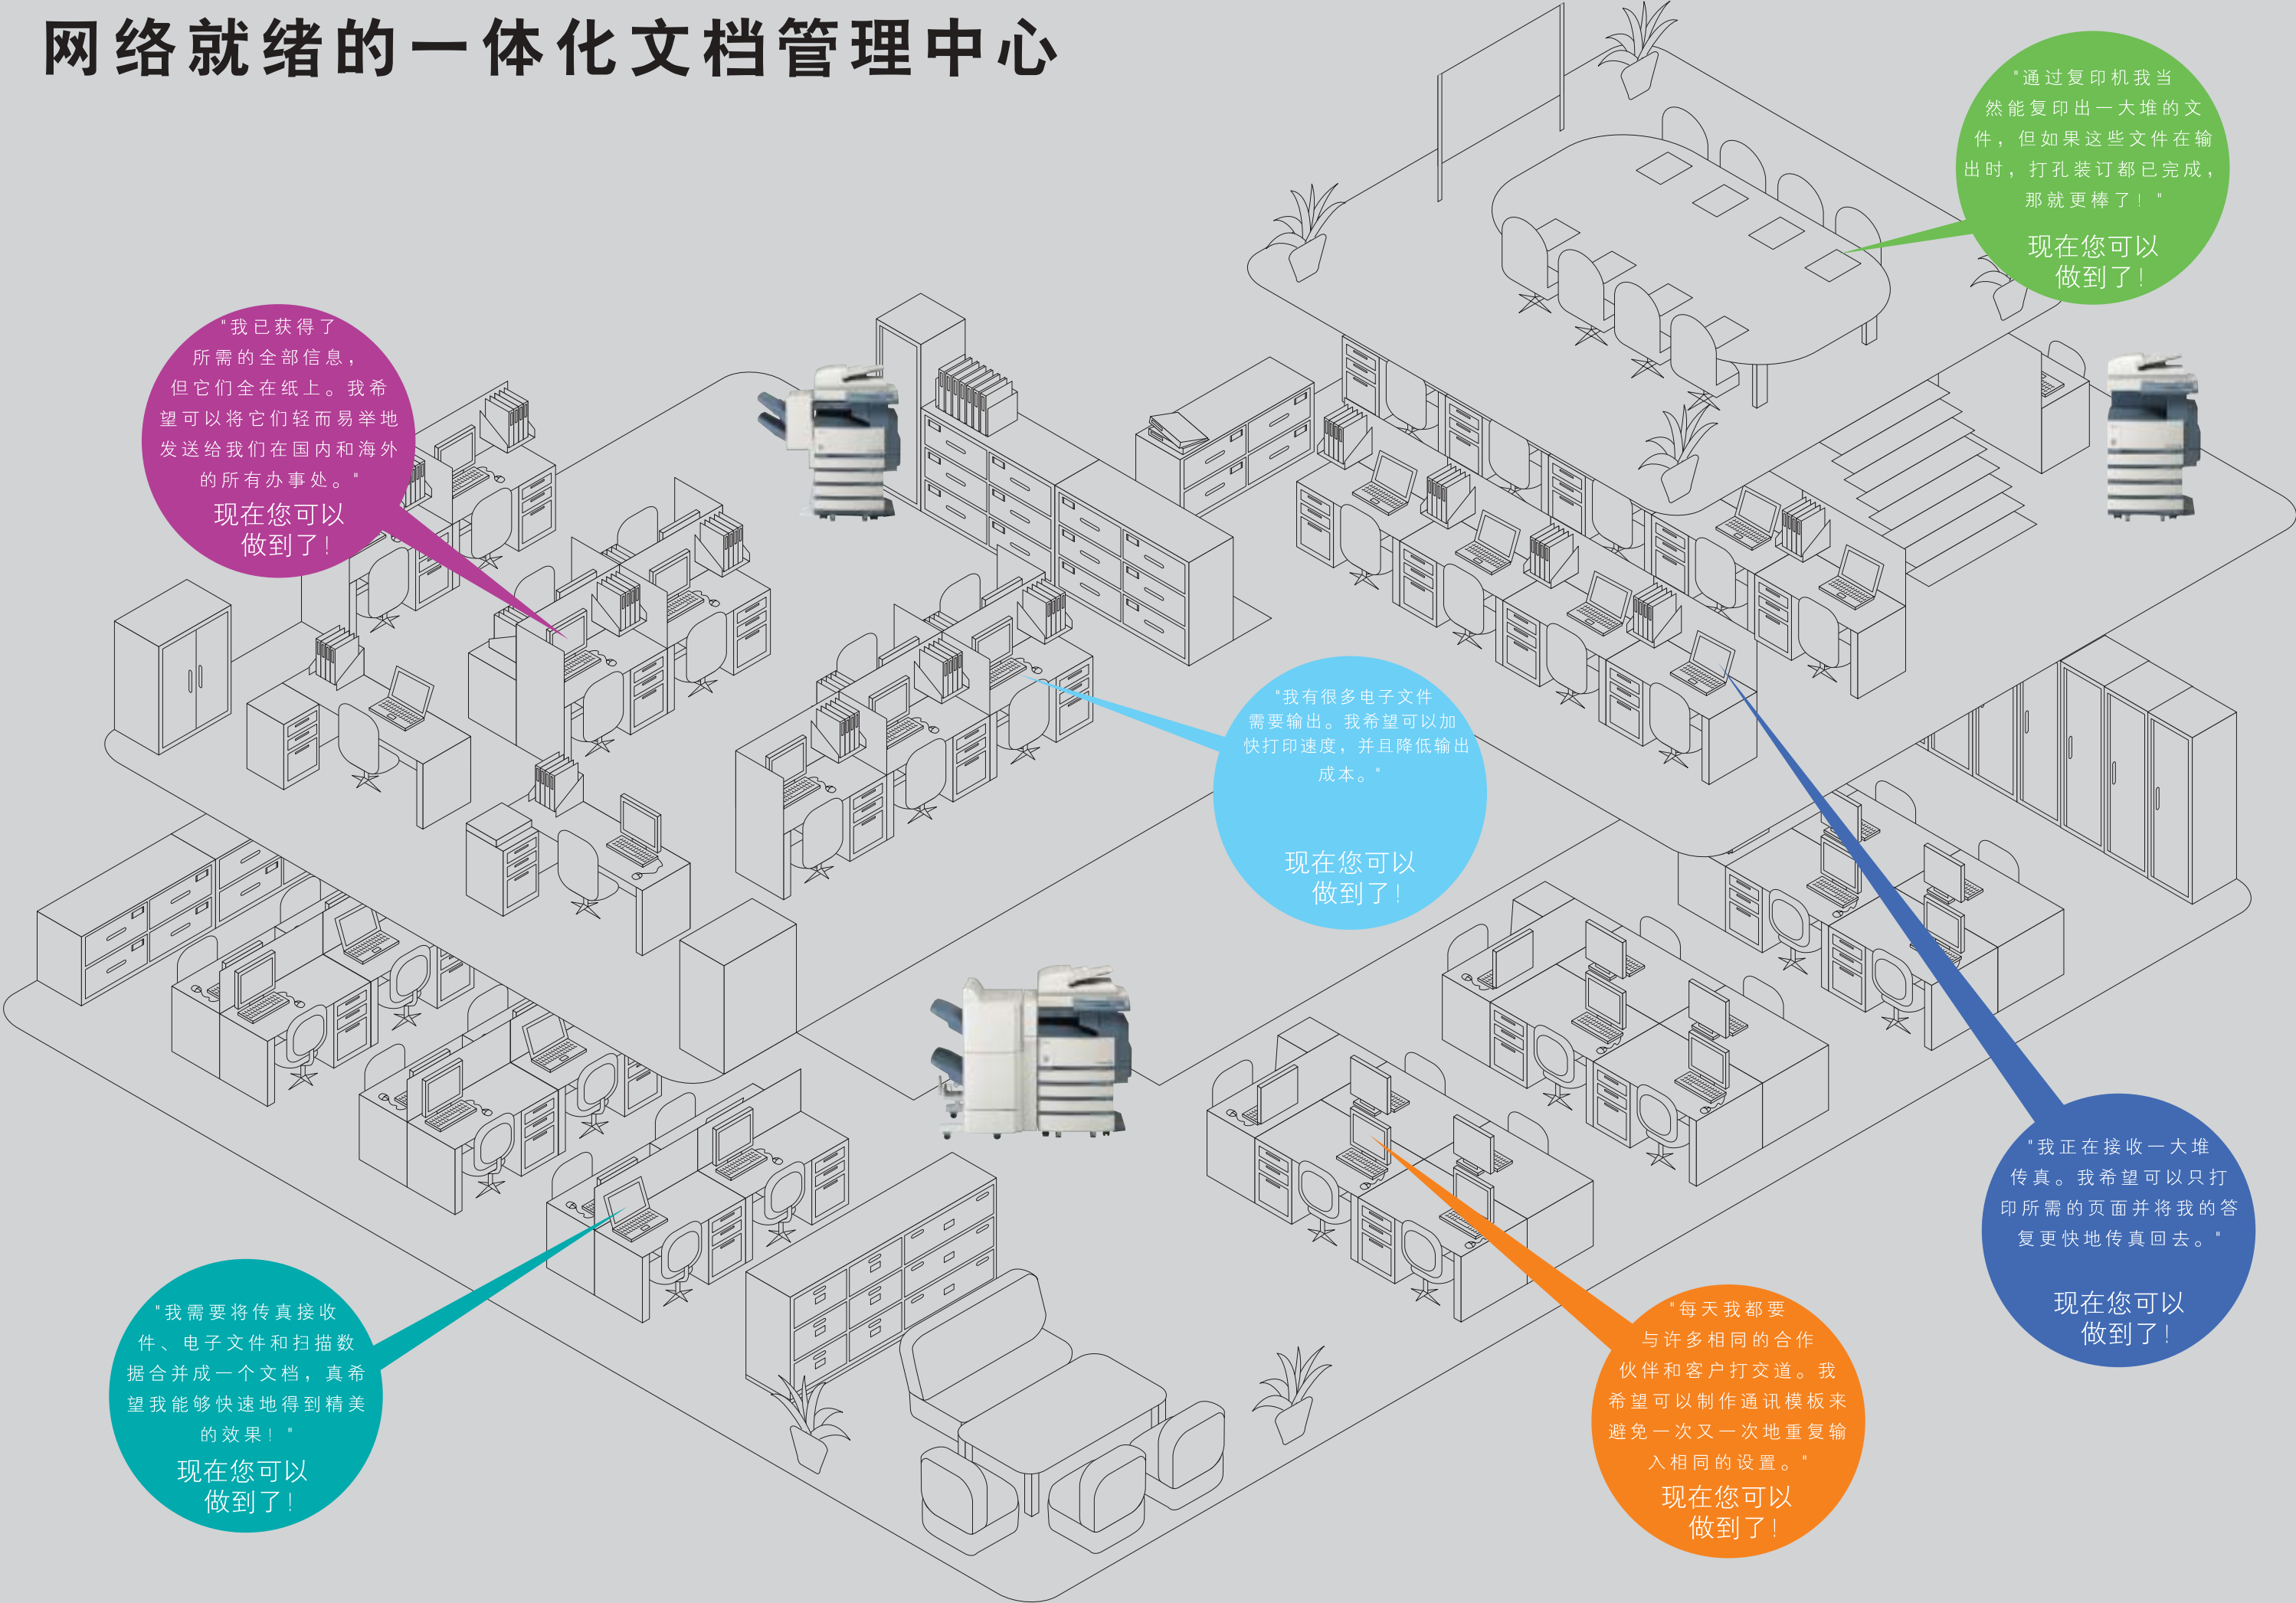 网络就绪的一体化文档管理中心
"通过复印机我当
然能复印出一大堆的文
件，但如果这些文件在输
出时，打孔装订都已完成，
那就更棒了！"
现在您可以
做到了！
"我已获得了
所需的全部信息，
但它们全在纸上。我希
望可以将它们轻而易举地
发送给我们在国内和海外
的所有办事处。"
现在您可以
做到了！
"我有很多电子文件
需要输出。我希望可以加
快打印速度，并且降低输出
成本。"
现在您可以
做到了！
"我正在接收一大堆
传真。我希望可以只打
印所需的页面并将我的答
复更快地传真回去。"
现在您可以
做到了！
"我需要将传真接收
件、电子文件和扫描数
据合并成一个文档，真希
望我能够快速地得到精美
的效果！"
现在您可以
做到了！
"每天我都要
与许多相同的合作
伙伴和客户打交道。我
希望可以制作通讯模板来
避免一次又一次地重复输
入相同的设置。"
现在您可以
做到了！